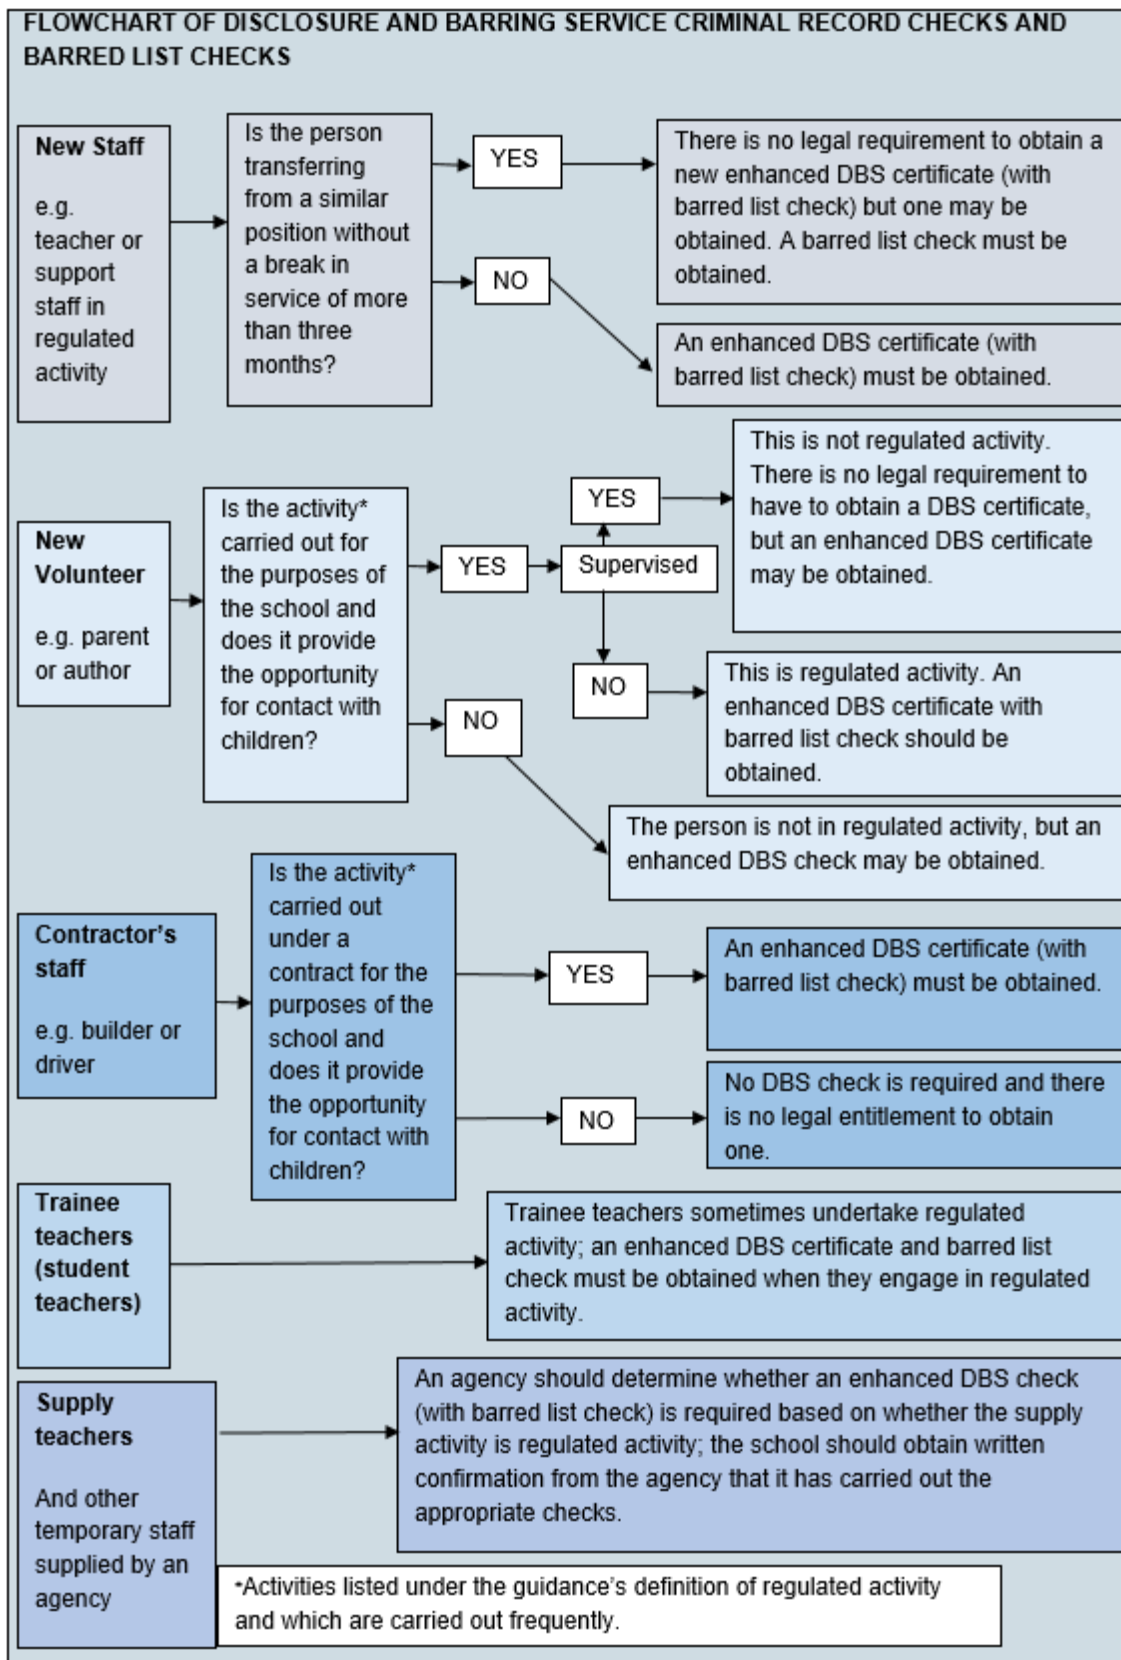 FLOWCHART OF DISCLOSURE AND BARRING SERVICE CRIMINAL RECORD CHECKS AND
BARRED LIST CHECKS
New Staff
e.g.
teacher or
support
staff in
regulated
activity
Is the person
transferring
from a similar
position without
a break in
service of more
than three
months?
YES
There is no legal requirement to obtain a
new enhanced DBS certificate (with
barred list check) but one may be
obtained. A barred list check must be
obtained.
NO
An enhanced DBS certificate (with
barred list check) must be obtained.
New
Volunteer
e.g. parent
or author
Is the activity*
carried out for
the purposes of
the school and
does it provide
the opportunity
for contact with
children?
YES
Supervised
YES
This is not regulated activity.
There is no legal requirement to
have to obtain a DBS certificate,
but an enhanced DBS certificate
may be obtained.
NO
This is regulated activity. An
enhanced DBS certificate with
barred list check should be
obtained.
NO
The person is not in regulated activity, but an
enhanced DBS check may be obtained.
Contractor's
staff
e.g. builder or
driver
Is the activity*
carried out
under a
contract for the
purposes of the
school and
does it provide
the opportunity
for contact with
children?
YES
An enhanced DBS certificate (with
barred list check) must be obtained.
NO
No DBS check is required and there
is no legal entitlement to obtain
one.
Trainee
teachers
(student
teachers)
Trainee teachers sometimes undertake regulated
activity; an enhanced DBS certificate and barred list
check must be obtained when they engage in regulated
activity.
Supply
teachers
And other
temporary staff
supplied by an
agency
An agency should determine whether an enhanced DBS check
(with barred list check) is required based on whether the supply
activity is regulated activity; the school should obtain written
confirmation from the agency that it has carried out the
appropriate checks.
*Activities listed under the guidance's definition of regulated activity
and which are carried out frequently.